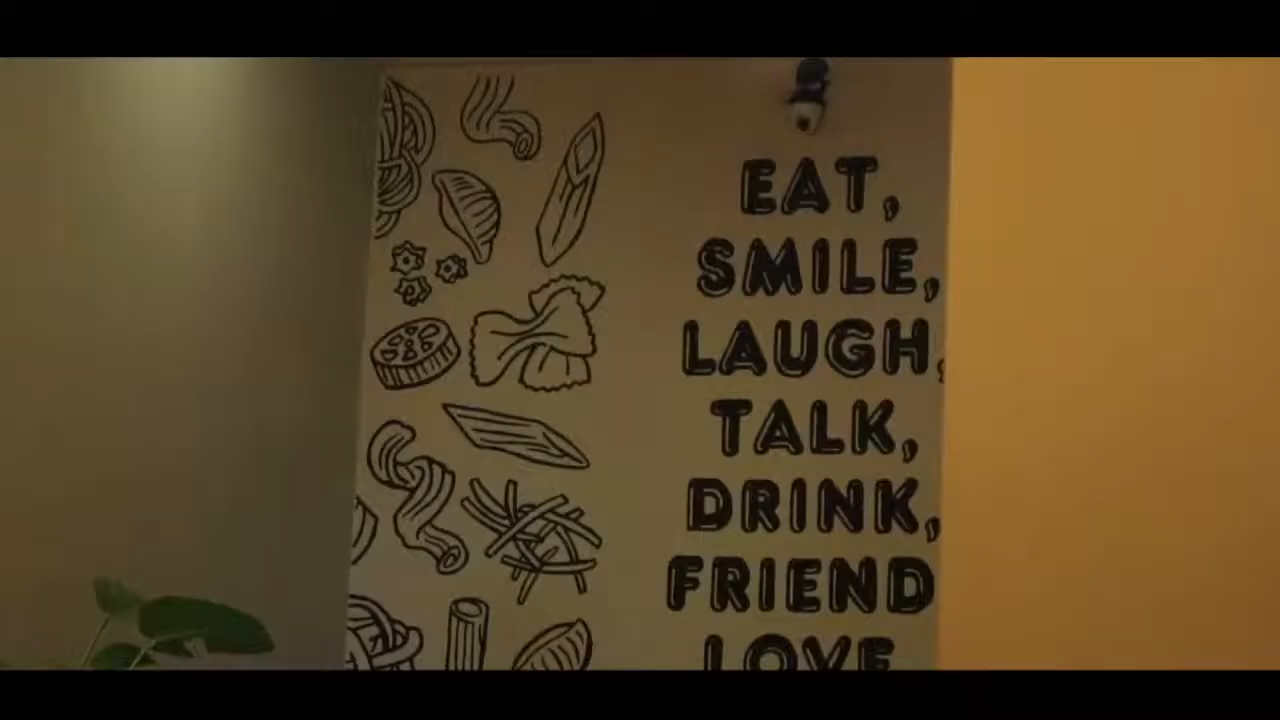 EAT,
SMILE,
LAUGH,
TALK,
DRINK,
FRIEND
LOVE